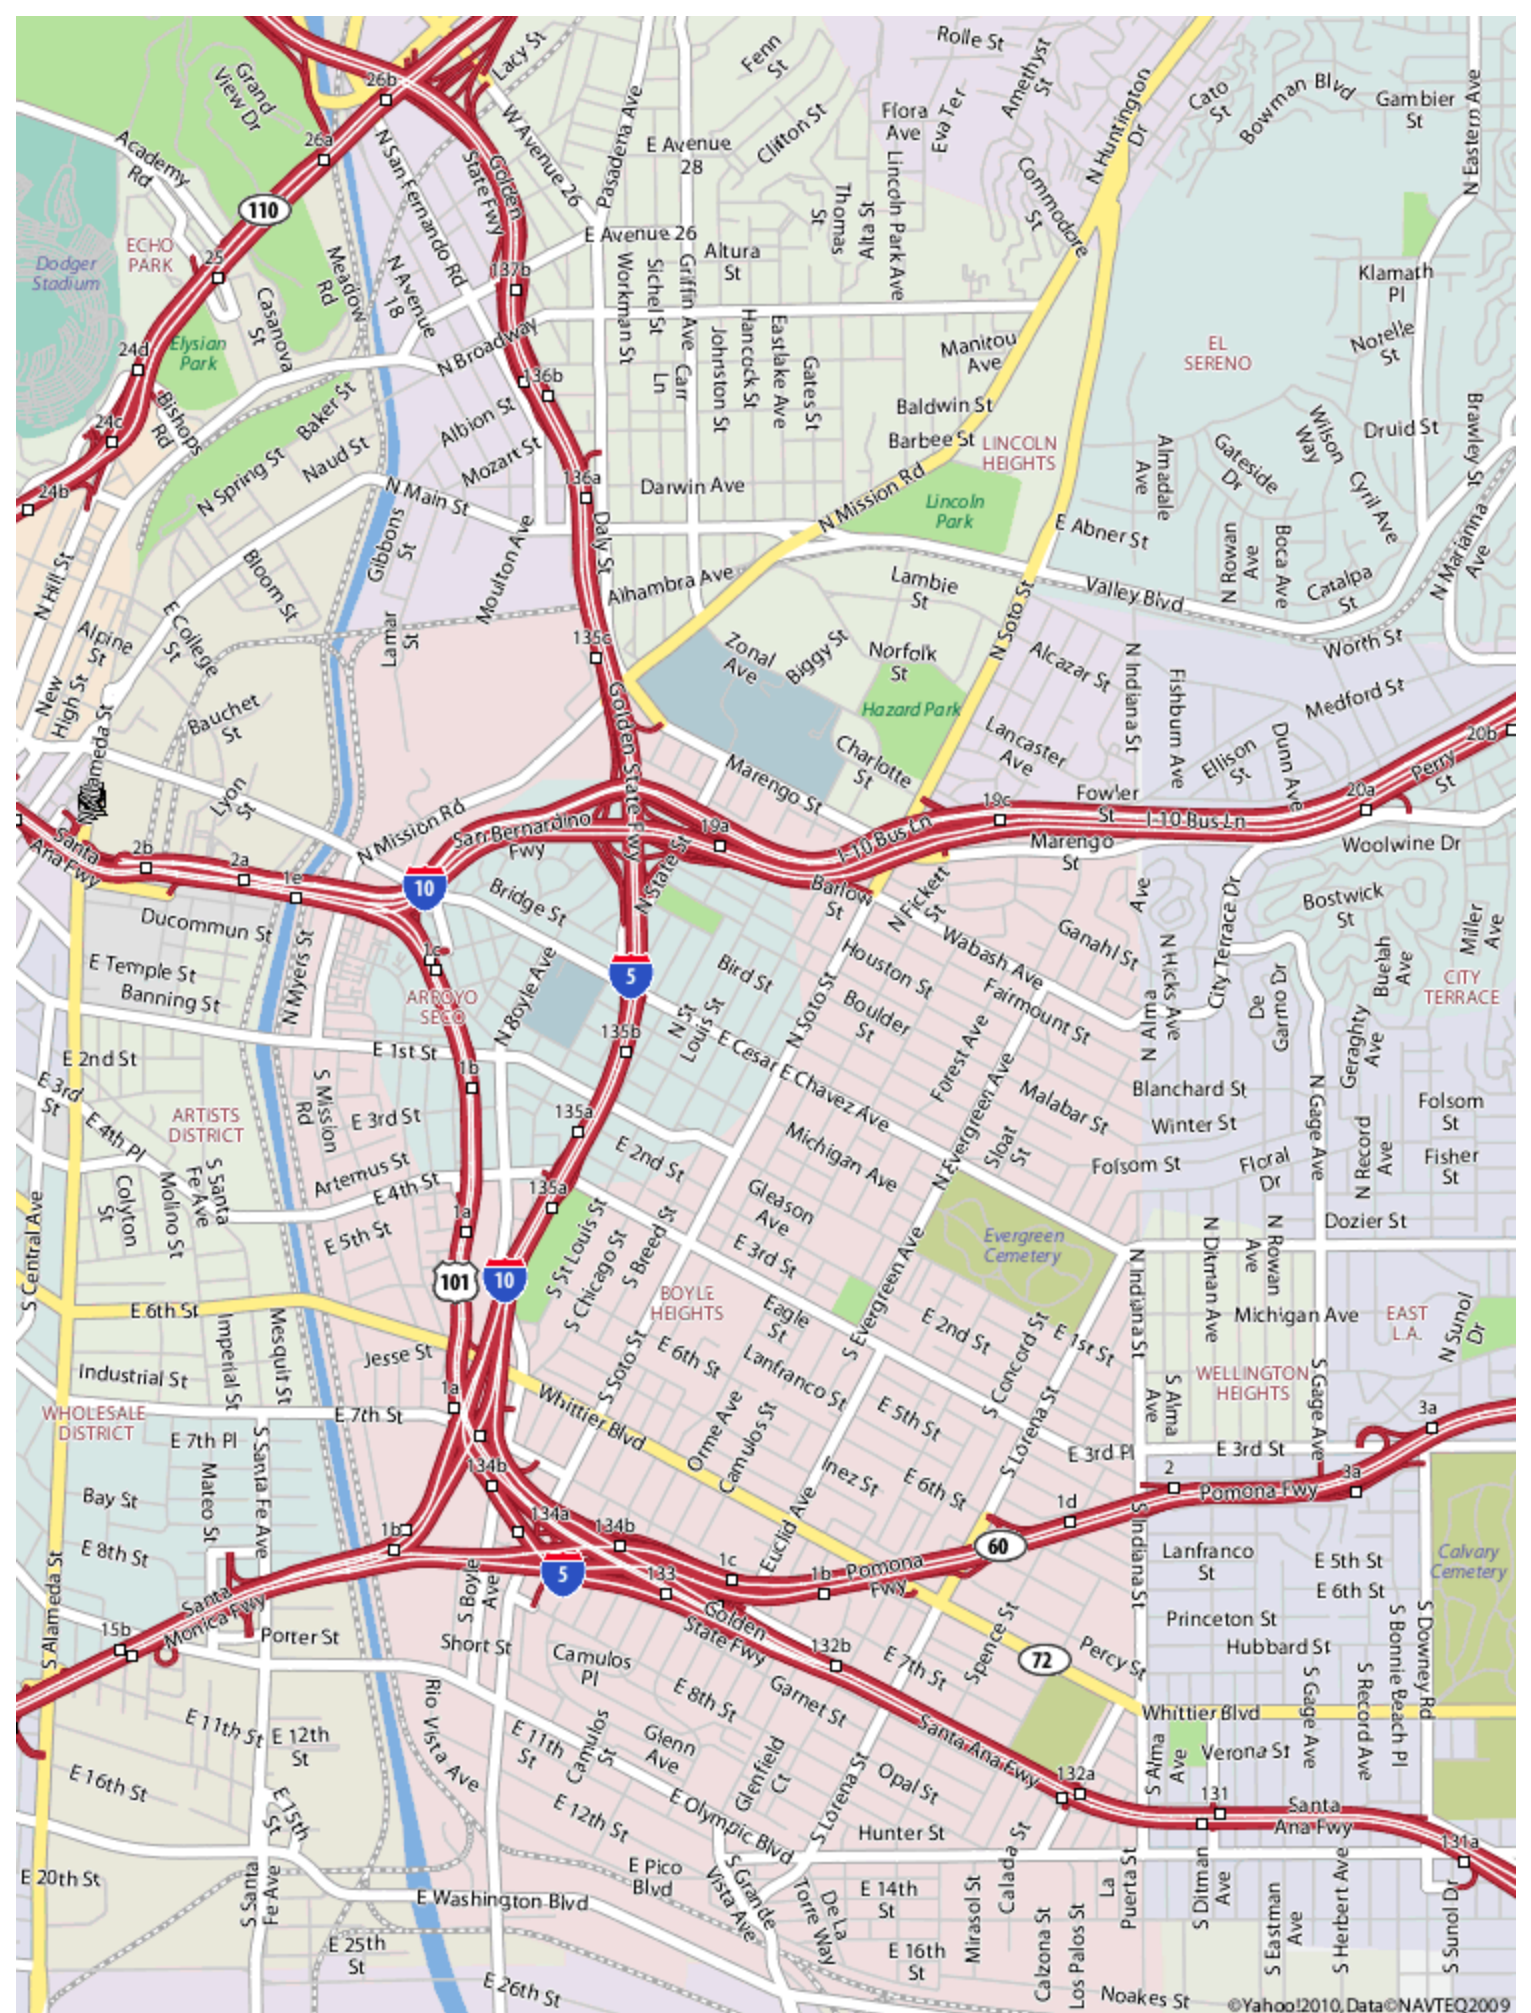 Lacy St
Fenn
St
Rolle St
Amethyst
St
N Huntington
Dr
Cato
St
Bowman Blvd
Gambier
St
N Eastern Ave
26b
Grand
View Dr
26a
Academy
Rd
110
N San Fernando Rd
Golden
State Fwy
W Avenue 26
Pasadena Ave
E Avenue
28
Clifton St
Flora
Ave
Eva Ter
Commodore
St
Thomas
St
Alta St
Lincoln Park Ave
ECHO
PARK
Dodger
Stadium
25
Meadow
Rd
N Avenue
18
137b
E Avenue 26
Altura
St
Workman St
Sichel St
Griffin Ave
Klamath
Pl
Casanova
St
24d
Elysian
Park
N Broadway
Johnston St
Hancock St
Eastlake Ave
Gates St
Carr
Ln
Manitou
Ave
EL
SERENO
Notelle
St
136b
24c
Bishops
Rd
Baker St
Albion St
Baldwin St
Barbee St
LINCOLN
HEIGHTS
Wilson
Way
Druid St
Brawley St
Naud St
Mozart St
N Spring St
24b
N Main St
136a
Darwin Ave
N Mission Rd
Lincoln
Park
Almadale
Ave
Gateside
Dr
Cyril Ave
E Abner St
Gibbons
St
Moulton Ave
Daly St
N Hill St
Bloom St
Alhambra Ave
Lambie
St
N Rowan
Ave
Boca Ave
Catalpa
St
N Marianna
Ave
Valley Blvd
Alpine
St
E College
St
Lamar
St
135c
Zonal
Ave
Biggy St
Norfolk
St
N Soto St
Alcazar St
N Indiana St
Fishburn Ave
Worth St
Medford St
New
High St
Bauchet
St
Golden State Fwy
Hazard Park
Lancaster
Ave
Ellison
St
Dunn Ave
20b
Perry
St
Lyon
St
Marengo St
Charlotte
St
N Mission Rd
San Bernardino
Fwy
19a
I-10 Bus Ln
19c
Fowler
St
I-10 Bus Ln
20a
Santa
Ana Fwy
2b
2a
1e
10
N State St
Marengo
St
Woolwine Dr
Barlow
St
N Fickett
St
Ave
City Terrace Dr
Bostwick
St
Miller
Ave
Bridge St
Ducommun St
1c
Wabash Ave
Ganahl St
E Temple St
Banning St
N Myers St
ARROYO
SECO
N Boyle Ave
5
Bird St
Houston St
Fairmount St
N Hicks Ave
N Alma
De
Garmo Dr
Buelah
Ave
CITY
TERRACE
N St
Louis St
N Soto St
Boulder
St
135b
E 2nd St
E 1st St
1b
E Cesar E Chavez Ave
Forest Ave
N Evergreen Ave
Geraghty
Ave
Blanchard St
Malabar St
E 3rd
St
E 4th Pl
ARTISTS
DISTRICT
S Mission
Rd
E 3rd St
135a
Michigan Ave
Winter St
N Gage Ave
Folsom
St
E 2nd St
Sloat
St
Folsom St
Floral
Dr
N Record
Ave
Fisher
St
Artemus St
E 4th St
Colyton
St
Molino St
S Santa
Fe Ave
135a
1a
Gleason
Ave
E 3rd St
Dozier St
S Central Ave
E 5th St
S St Louis St
S Chicago St
S Breed St
Evergreen
Cemetery
N Indiana St
N Ditman Ave
N Rowan
Ave
101
10
BOYLE
HEIGHTS
S Evergreen Ave
E 6th St
Imperial St
Mesquit St
Eagle
St
E 2nd St
S Concord St
E 1st St
Michigan Ave
EAST
L.A.
N Sunol
Dr
Jesse St
S Soto St
E 6th St
Lanfranco St
Industrial St
1a
Whittier Blvd
Orme Ave
Camulos St
E 5th St
S Lorena St
S Alma
Ave
WELLINGTON
HEIGHTS
S Gage Ave
3a
WHOLESALE
DISTRICT
E 7th St
E 7th Pl
S Santa Fe Ave
Mateo St
E 3rd Pl
E 3rd St
Bay St
134b
Inez St
E 6th St
2
Pomona Fwy
3a
1d
E 8th St
1b
134a
134b
Euclid Ave
60
S Indiana St
Lanfranco
St
E 5th St
E 6th St
Calvary
Cemetery
S Alameda St
5
133
1c
1b
Pomona
Fwy
Santa
Monica Fwy
S Boyle
Ave
Golden
State Fwy
Spence St
Princeton St
Hubbard St
15b
Porter St
Short St
Camulos
Pl
132b
E 7th St
72
Percy St
S Gage Ave
S Record Ave
S Bonnie Beach Pl
S Downey Rd
E 8th St
Garnet St
E 11th St
E 12th
St
Rio Vista Ave
E 11th
St
Camulos
St
Glenn
Ave
Santa Ana Fwy
Whittier Blvd
Verona St
S Alma
Ave
E 16th St
E 15th
St
Glenfield
Ct
Opal St
132a
131
Santa
Ana Fwy
E 12th St
E Olympic Blvd
S Lorena St
Hunter St
Calada St
131a
E 20th St
S Santa
Fe Ave
E Washington Blvd
E Pico
Blvd
S Grande
Vista Ave
De La
Torre Way
E 14th
St
Mirasol St
La
Puerta St
S Ditman
Ave
S Eastman
Ave
S Herbert Ave
S Sunol Dr
E 25th
St
E 16th
St
Calzona St
Los Palos St
E 26th St
Noakes St
©Yahoo!2010, Data©NAVTEQ2009